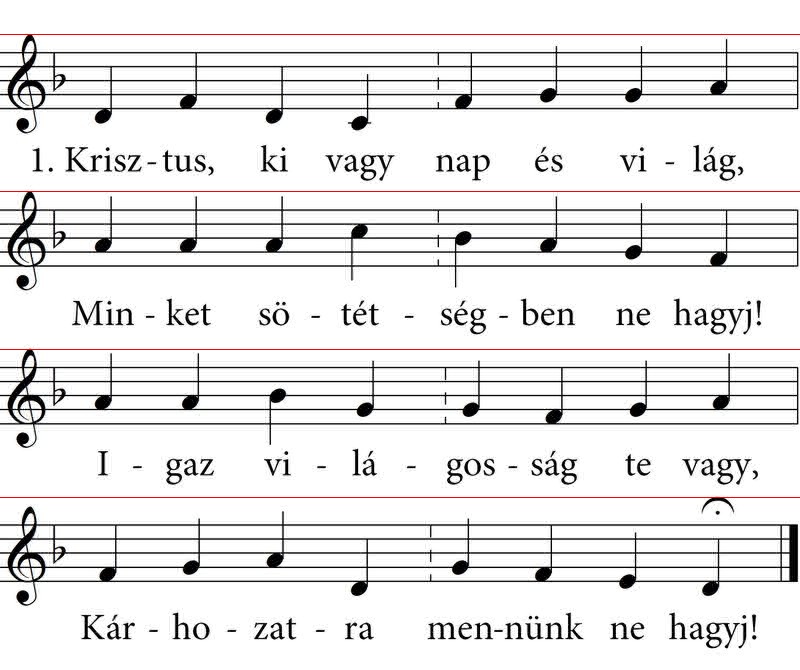 1. Krisz-tus, ki vagy nap és vi - lág,
Min - ket sö - tét - ség - ben ne hagyj!
I - gaz vi - lá - gos - ság te vagy,
Kár - ho - zat - ra men-nünk ne hagyj!